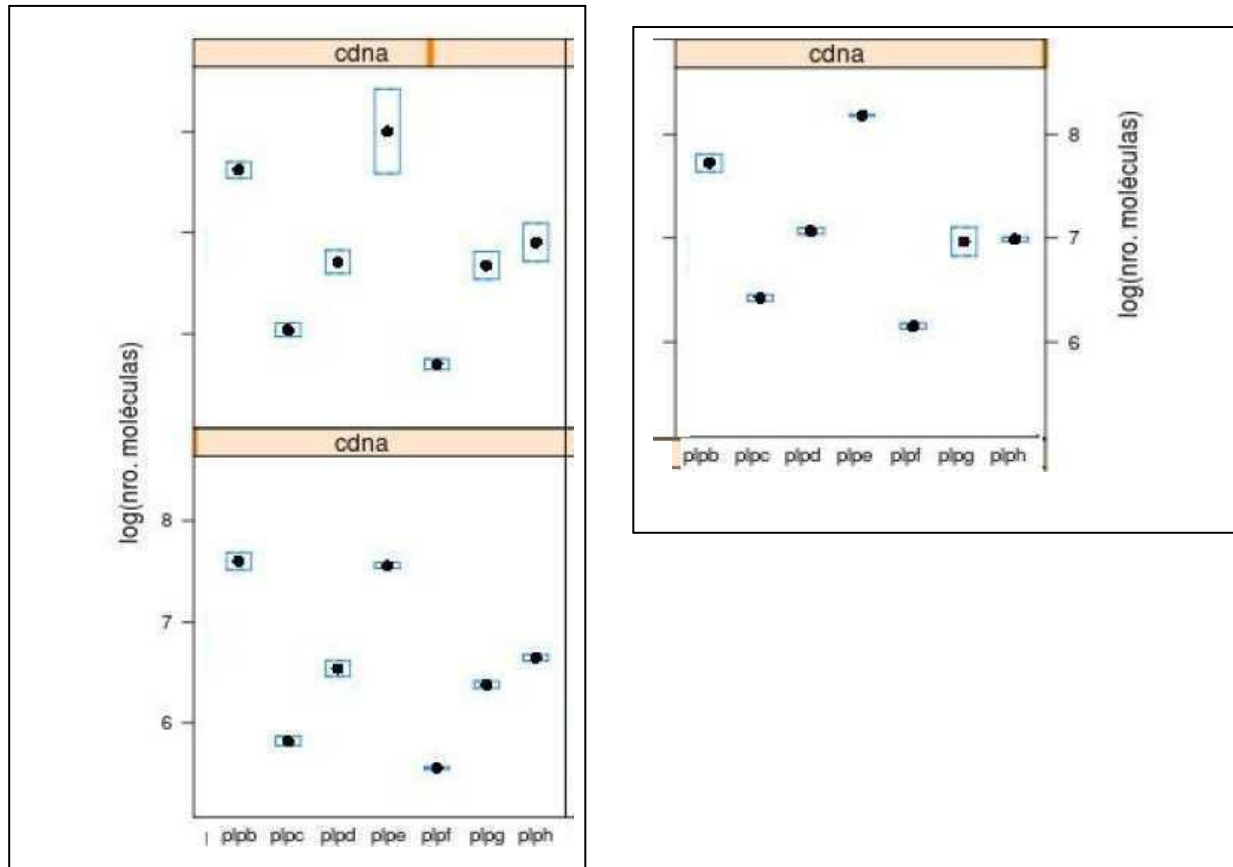 cdna
cdna
log(nro. moléculas)
8
7
6
plpb plpc plpd plpe plpf plpg plph
cdna
8
7
6
log(nro. moléculas)
plpb plpc plpd plpe plpf plpg plph